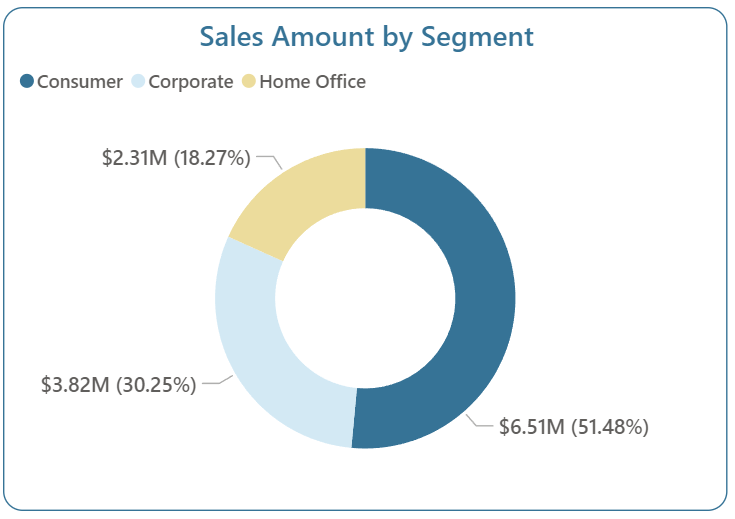 Sales Amount by Segment
Consumer Corporate Home Office
$2.31M (18.27%)
$3.82M (30.25%)
$6.51M (51.48%)